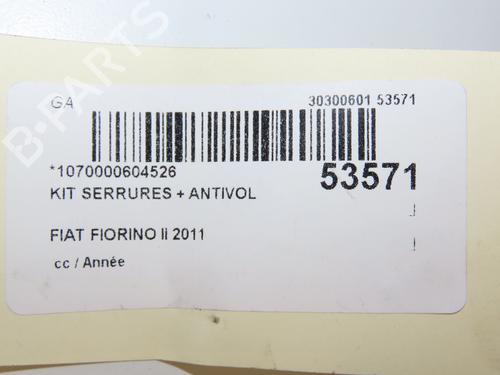 B-PARTS
GA 30300601 53571
*1070000604526 53571
KIT SERRURES + ANTIVOL
FIAT FIORINO Ii 2011
cc / Année